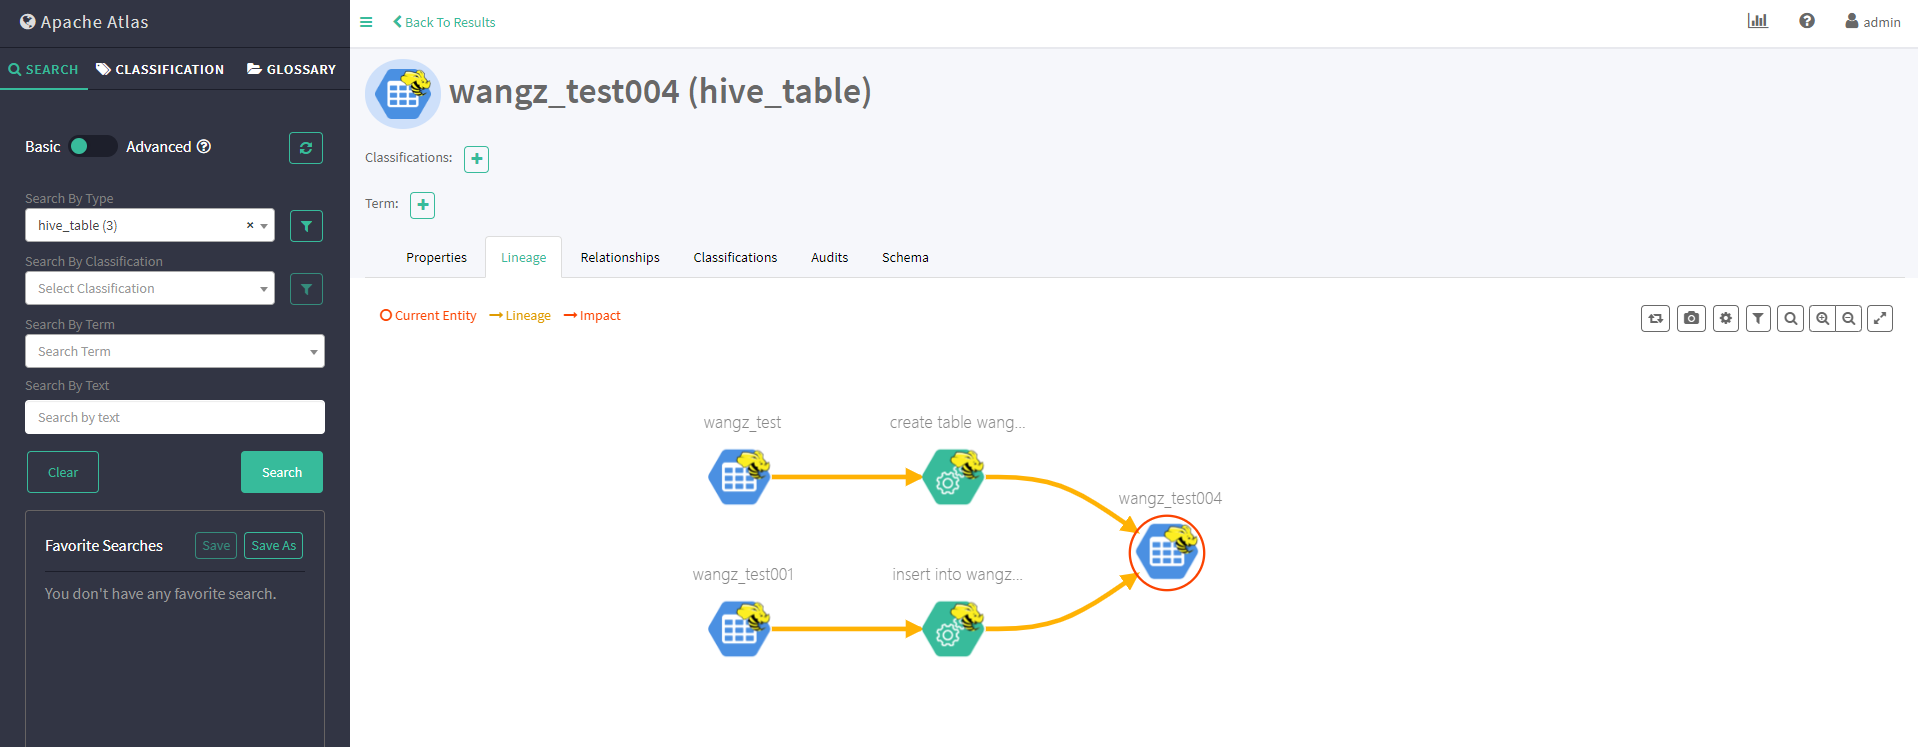 Apache Atlas
Back To Results
admin
SEARCH CLASSIFICATION GLOSSARY
wangz_test004 (hive_table)
Basic Advanced
Classifications:
Search By Type
hive_table (3) ×
Term:
Search By Classification
Select Classification
Properties Lineage Relationships Classifications Audits Schema
Search By Term
Search Term
Current Entity Lineage Impact
Search By Text
Search by text
Clear Search
Favorite Searches Save Save As
You don't have any favorite search.
wangz_test create table wang...
wangz_test004
wangz_test001 insert into wangz...